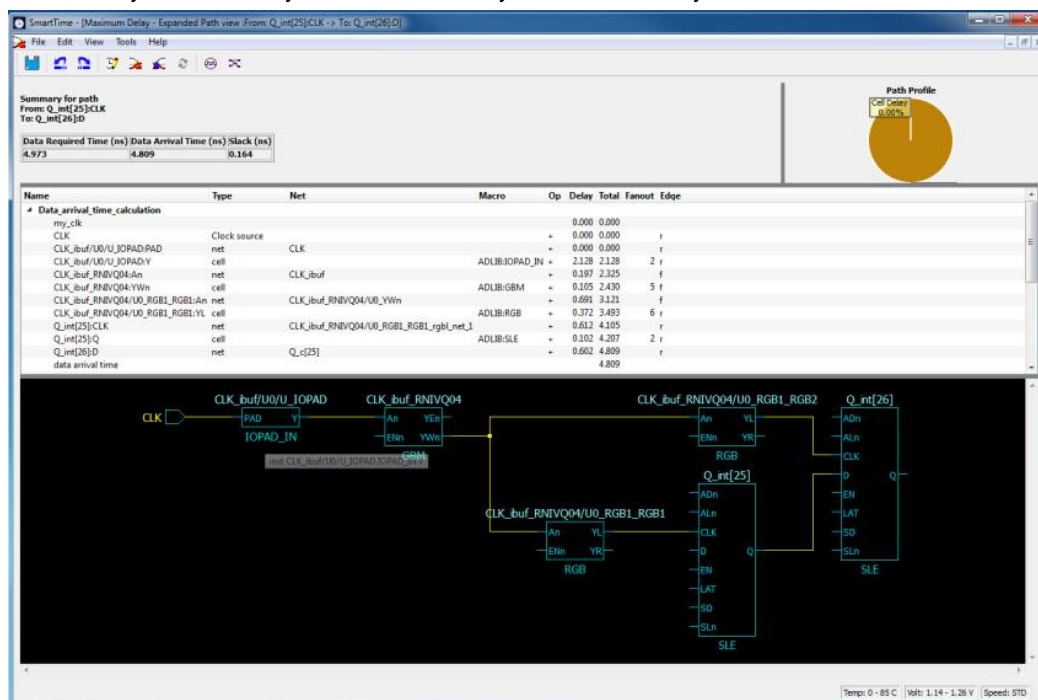 SmartTime - [Maximum Delay - Expanded Path view :From: Q_int[25]:CLK -> To: Q_int[26]:D]
File Edit View Tools Help
Summary for path
From: Q_int[25]:CLK
To: Q_int[26]:D
Data Required Time (ns) Data Arrival Time (ns) Slack (ns)
4.973 4.809 0.164
Path Profile
Cell Delay
0.00%
Name Type Net Macro Op Delay Total Fanout Edge
Data_arrival_time_calculation
my_clk 0.000 0.000
CLK Clock source + 0.000 0.000 r
CLK_ibuf/U0/U_IOPAD:PAD net CLK + 0.000 0.000 r
CLK_ibuf/U0/U_IOPAD:Y cell ADLIB:IOPAD_IN + 2.128 2.128 2 r
CLK_ibuf_RNIVQ04:An net CLK_ibuf + 0.197 2.325 f
CLK_ibuf_RNIVQ04:YWn cell ADLIB:GBM + 0.105 2.430 5 f
CLK_ibuf_RNIVQ04/U0_RGB1_RGB1:An net CLK_ibuf_RNIVQ04/U0_YWn + 0.691 3.121 f
CLK_ibuf_RNIVQ04/U0_RGB1_RGB1:YL cell ADLIB:RGB + 0.372 3.493 6 r
Q_int[25]:CLK net CLK_ibuf_RNIVQ04/U0_RGB1_RGB1_rgbl_net_1 + 0.612 4.105 r
Q_int[25]:Q cell ADLIB:SLE + 0.102 4.207 2 r
Q_int[26]:D net Q_c[25] + 0.602 4.809 r
data arrival time 4.809
CLK_ibuf/U0/U_IOPAD CLK_ibuf_RNIVQ04 CLK_ibuf_RNIVQ04/U0_RGB1_RGB2 Q_int[26]
CLK PAD Y An YEn An YL ADn
IOPAD_IN ENn YWn ENn YR ALn
inst CLK_ibuf/U0/U_IOPAD IOPAD_IN GBM RGB CLK
Q_int[25] D Q
ADn EN
CLK_ibuf_RNIVQ04/U0_RGB1_RGB1 ALn LAT
An YL CLK SD
ENn YR D Q SLn
RGB EN SLE
LAT
SD
SLn
SLE
Temp: 0 - 85 C Volt: 1.14 - 1.26 V Speed: STD